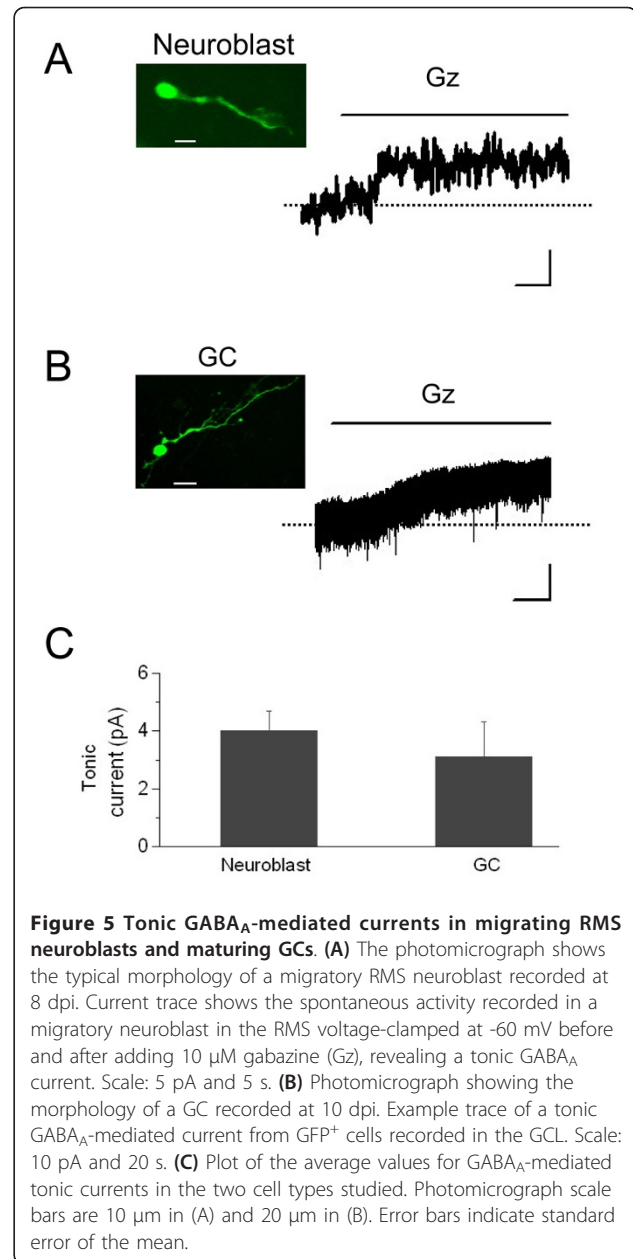 A
Neuroblast
Gz
B
GC
Gz
C
6
4
2
0
Tonic
current (pA)
Neuroblast
GC
Figure 5 Tonic GABAA-mediated currents in migrating RMS
neuroblasts and maturing GCs. (A) The photomicrograph shows
the typical morphology of a migratory RMS neuroblast recorded at
8 dpi. Current trace shows the spontaneous activity recorded in a
migratory neuroblast in the RMS voltage-clamped at -60 mV before
and after adding 10 μM gabazine (Gz), revealing a tonic GABAA
current. Scale: 5 pA and 5 s. (B) Photomicrograph showing the
morphology of a GC recorded at 10 dpi. Example trace of a tonic
GABAA-mediated current from GFP+ cells recorded in the GCL. Scale:
10 pA and 20 s. (C) Plot of the average values for GABAA-mediated
tonic currents in the two cell types studied. Photomicrograph scale
bars are 10 μm in (A) and 20 μm in (B). Error bars indicate standard
error of the mean.